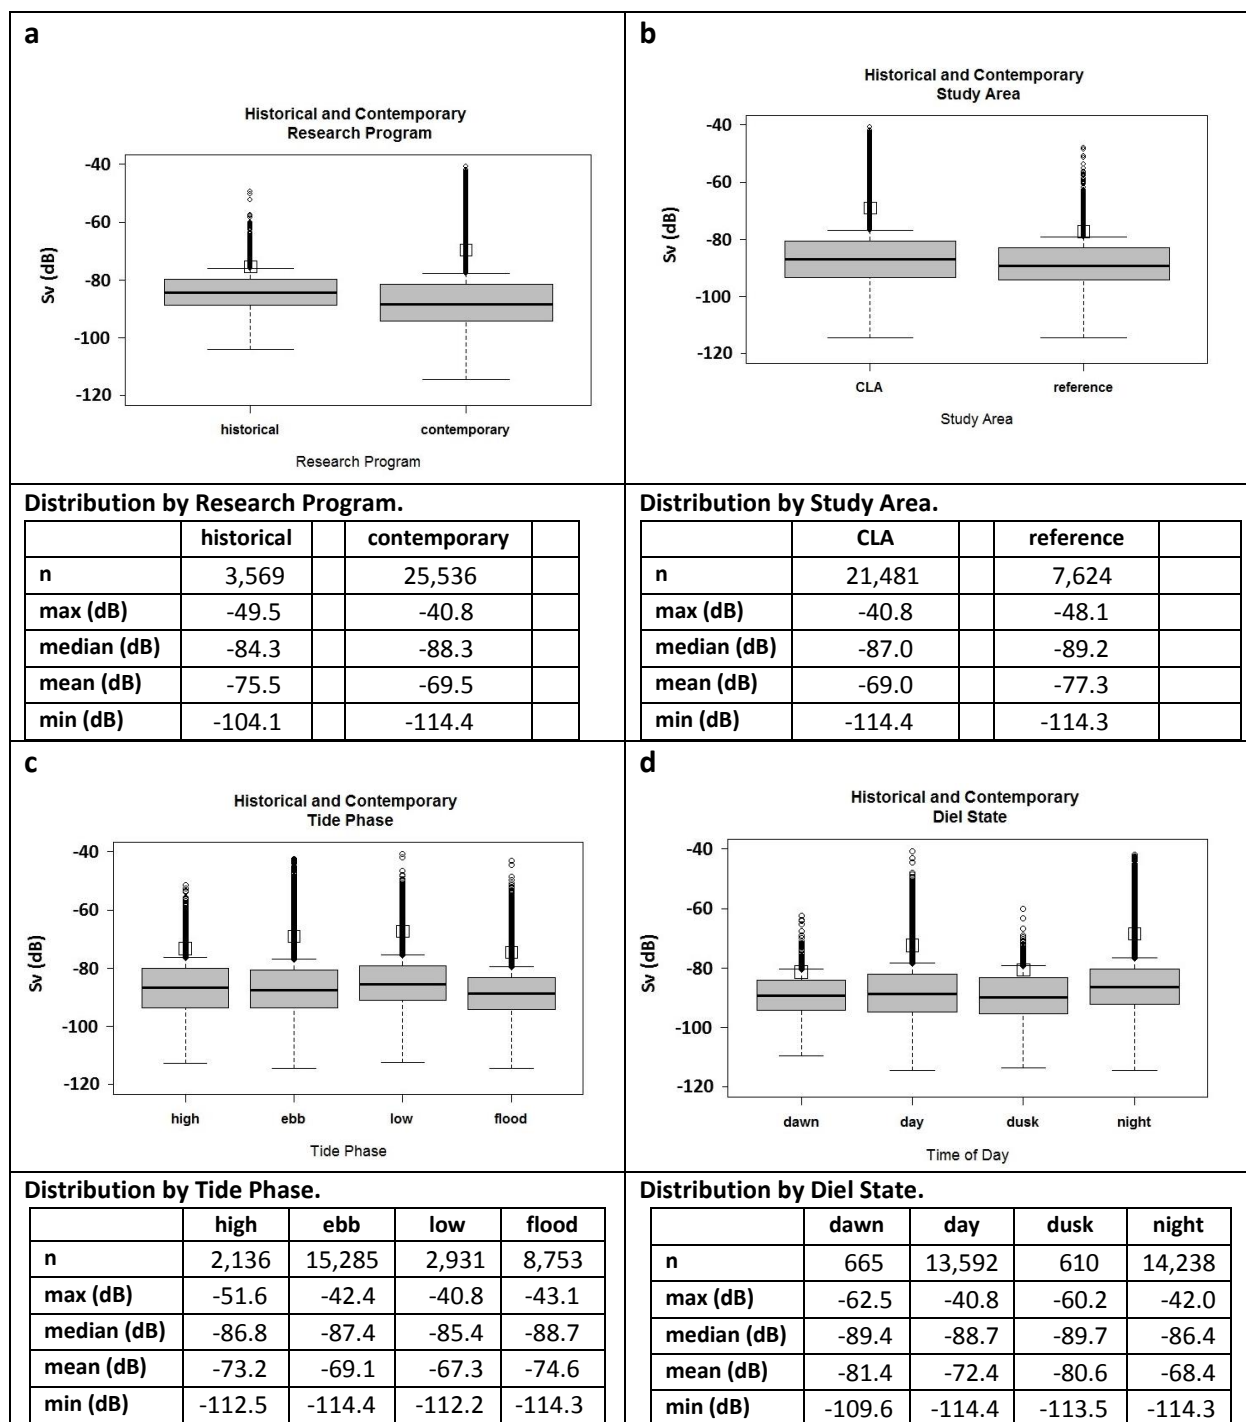 a
Historical and Contemporary
Research Program
Sv (dB)
-40
-60
-80
-100
-120
historical contemporary
Research Program
b
Historical and Contemporary
Study Area
Sv (dB)
-40
-60
-80
-100
-120
CLA reference
Study Area
Distribution by Research Program.
historical contemporary
n 3,569 25,536
max (dB) -49.5 -40.8
median (dB) -84.3 -88.3
mean (dB) -75.5 -69.5
min (dB) -104.1 -114.4
Distribution by Study Area.
CLA reference
n 21,481 7,624
max (dB) -40.8 -48.1
median (dB) -87.0 -89.2
mean (dB) -69.0 -77.3
min (dB) -114.4 -114.3
c
Historical and Contemporary
Tide Phase
Sv (dB)
-40
-60
-80
-100
-120
high ebb low flood
Tide Phase
d
Historical and Contemporary
Diel State
Sv (dB)
-40
-60
-80
-100
-120
dawn day dusk night
Time of Day
Distribution by Tide Phase.
high ebb low flood
n 2,136 15,285 2,931 8,753
max (dB) -51.6 -42.4 -40.8 -43.1
median (dB) -86.8 -87.4 -85.4 -88.7
mean (dB) -73.2 -69.1 -67.3 -74.6
min (dB) -112.5 -114.4 -112.2 -114.3
Distribution by Diel State.
dawn day dusk night
n 665 13,592 610 14,238
max (dB) -62.5 -40.8 -60.2 -42.0
median (dB) -89.4 -88.7 -89.7 -86.4
mean (dB) -81.4 -72.4 -80.6 -68.4
min (dB) -109.6 -114.4 -113.5 -114.3